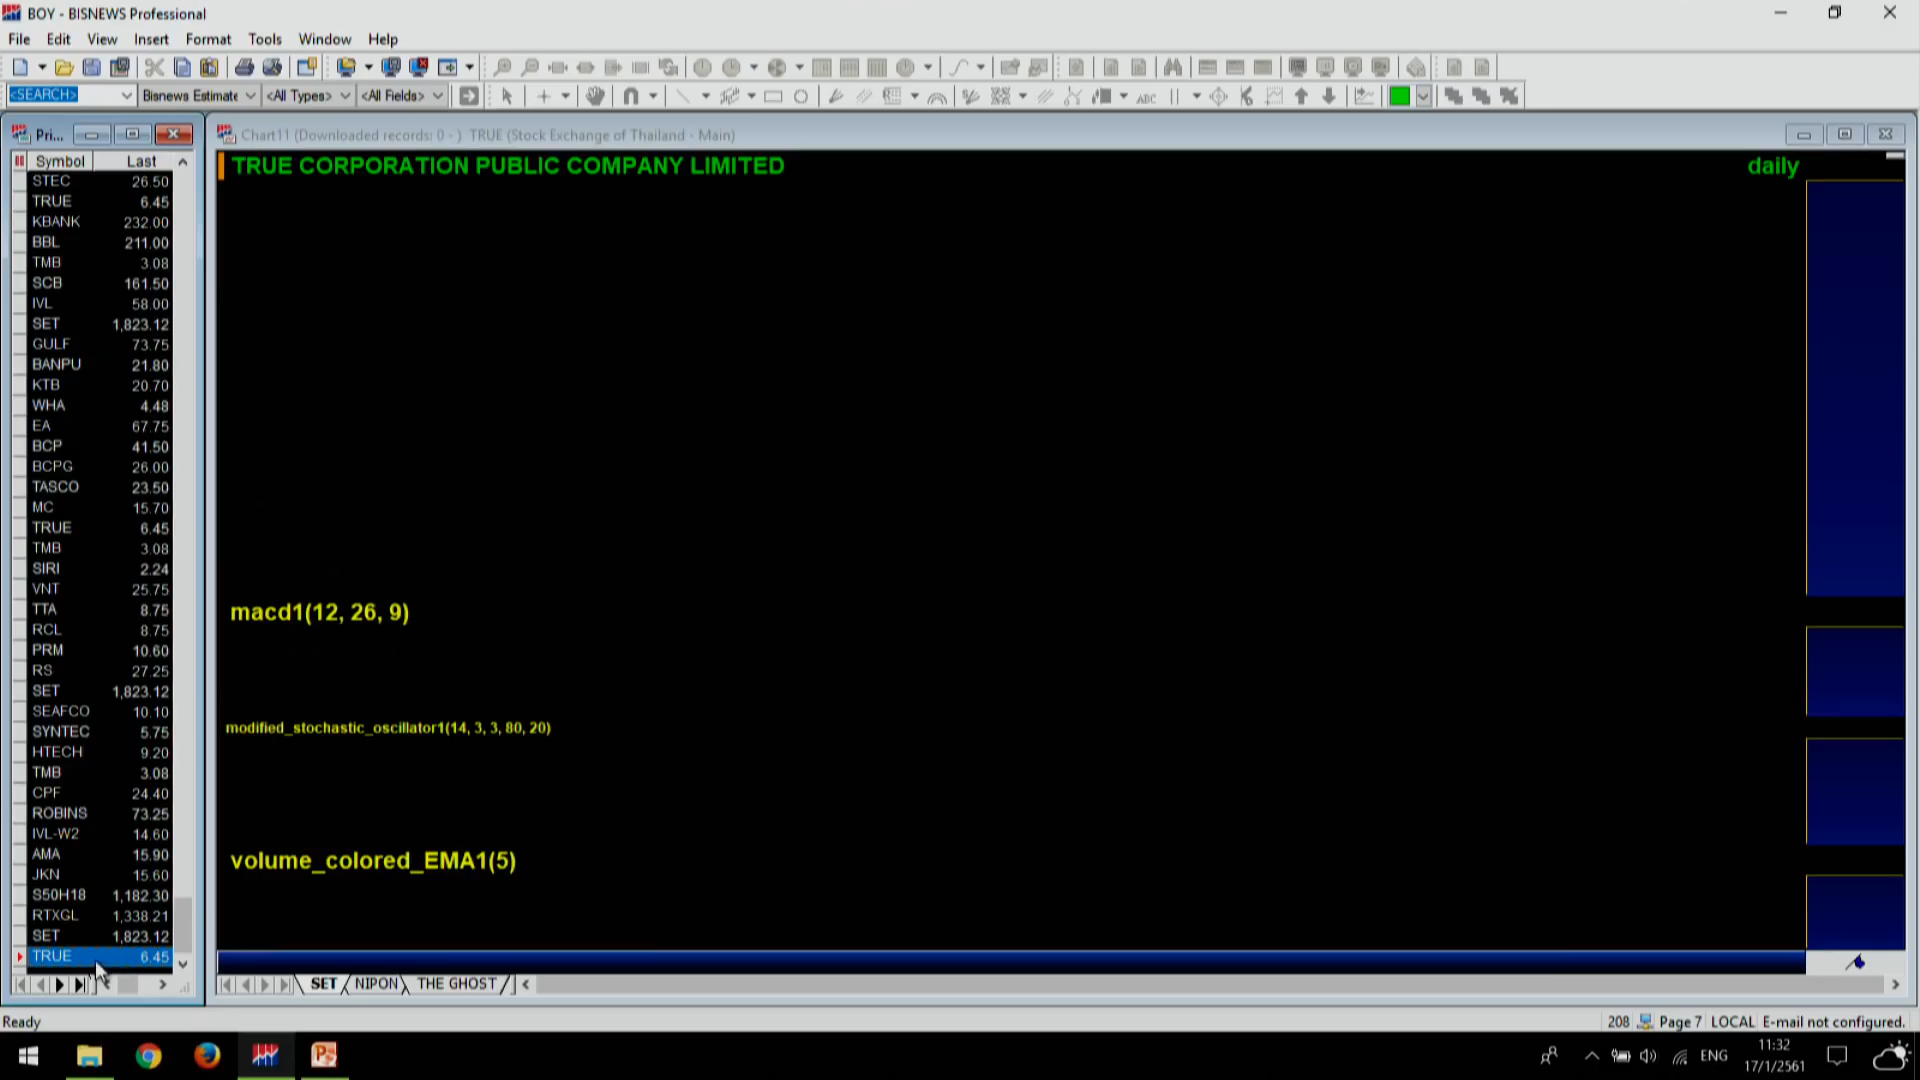 BOY - BISNEWS Professional
File Edit View Insert Format Tools Window Help
<SEARCH> Bisnews Estimate <All Types> <All Fields>
ABC
Pri...
Symbol Last
STEC 26.50
TRUE 6.45
KBANK 232.00
BBL 211.00
TMB 3.08
SCB 161.50
IVL 58.00
SET 1,823.12
GULF 73.75
BANPU 21.80
KTB 20.70
WHA 4.48
EA 67.75
BCP 41.50
BCPG 26.00
TASCO 23.50
MC 15.70
TRUE 6.45
TMB 3.08
SIRI 2.24
VNT 25.75
TTA 8.75
RCL 8.75
PRM 10.60
RS 27.25
SET 1,823.12
SEAFCO 10.10
SYNTEC 5.75
HTECH 9.20
TMB 3.08
CPF 24.40
ROBINS 73.25
IVL-W2 14.60
AMA 15.90
JKN 15.60
S50H18 1,182.30
RTXGL 1,338.21
SET 1,823.12
TRUE 6.45
Chart11 (Downloaded records: 0 - ) TRUE (Stock Exchange of Thailand - Main)
TRUE CORPORATION PUBLIC COMPANY LIMITED daily
macd1(12, 26, 9)
modified_stochastic_oscillator1(14, 3, 3, 80, 20)
volume_colored_EMA1(5)
SET NIPON THE GHOST
Ready 208 Page 7 LOCAL E-mail not configured.
ENG 11:32
17/1/2561